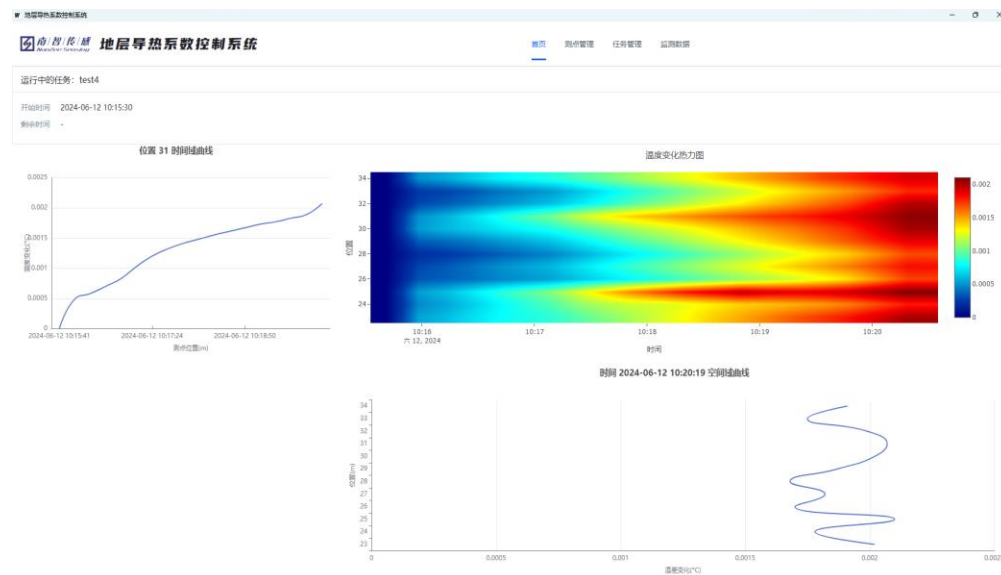 地层导热系数控制系统
南智传感 地层导热系数控制系统
首页 测点管理 任务管理 监测数据
运行中的任务：test4
开始时间 2024-06-12 10:15:30
剩余时间 -
位置 31 时间域曲线
0.0025
0.002
0.0015
0.001
0.0005
0
温度变化(°C)
2024-06-12 10:15:41 2024-06-12 10:17:24 2024-06-12 10:18:50
测点位置(m)
温度变化热力图
34
32
30
28
26
24
位置
10:16 10:17 10:18 10:19 10:20
六 12, 2024
时间
0.002
0.0015
0.001
0.0005
0
时间 2024-06-12 10:20:19 空间域曲线
34
33
32
31
30
29
28
27
26
25
24
23
位置(m)
0 0.0005 0.001 0.0015 0.002 0.002
温度变化(°C)